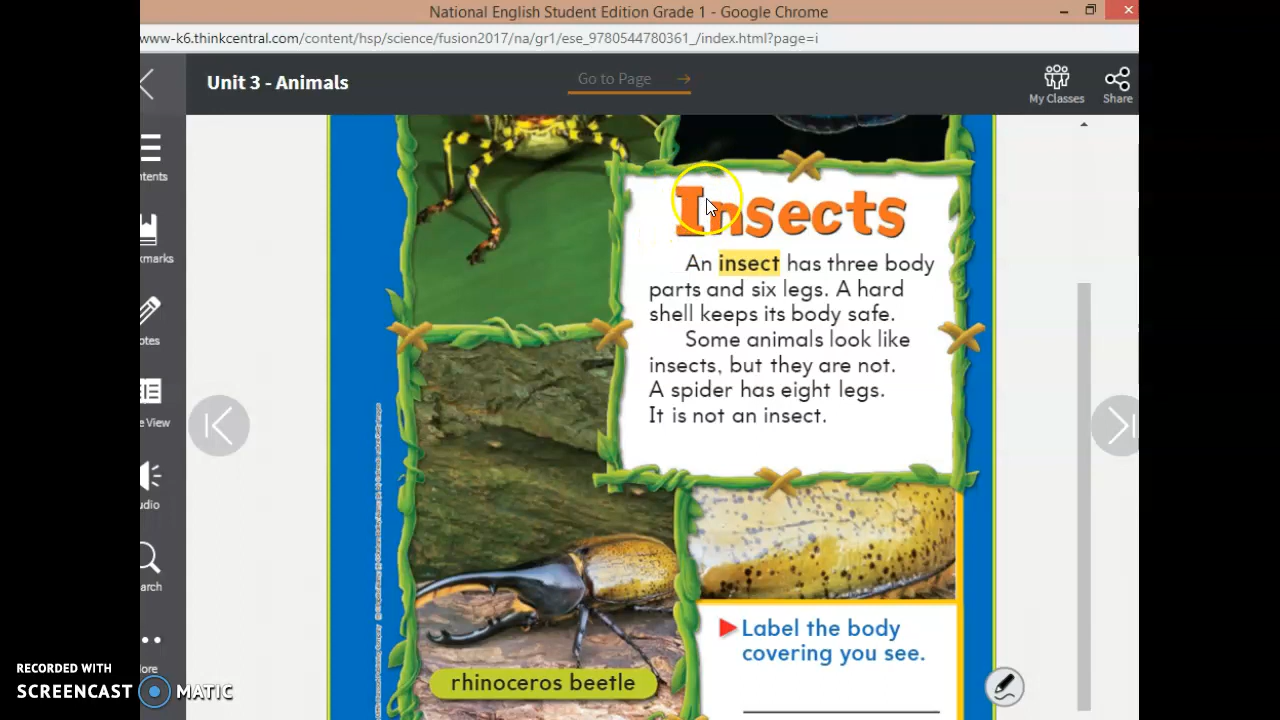 National English Student Edition Grade 1 - Google Chrome
www-k6.thinkcentral.com/content/hsp/science/fusion2017/na/gr1/ese_9780544780361_/index.html?page=i
Unit 3 - Animals
Go to Page
My Classes
Share
ntents
kmarks
otes
e View
udio
arch
ore
Insects
An insect has three body
parts and six legs. A hard
shell keeps its body safe.
Some animals look like
insects, but they are not.
A spider has eight legs.
It is not an insect.
Label the body
covering you see.
rhinoceros beetle
RECORDED WITH
SCREENCAST MATIC